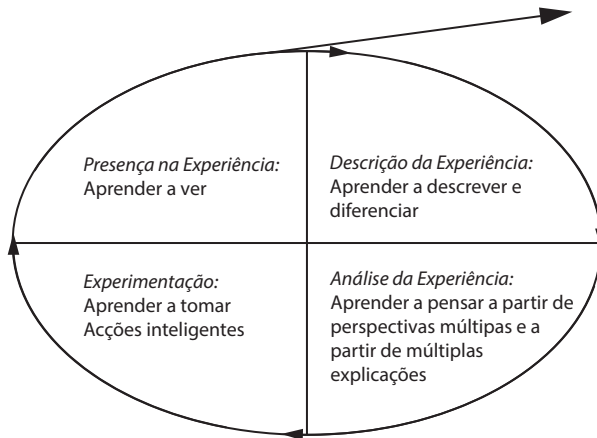 Presença na Experiência:
Aprender a ver
Descrição da Experiência:
Aprender a descrever e
diferenciar
Experimentação:
Aprender a tomar
Acções inteligentes
Análise da Experiência:
Aprender a pensar a partir de
perspectivas múltipas e a
partir de múltiplas
explicações